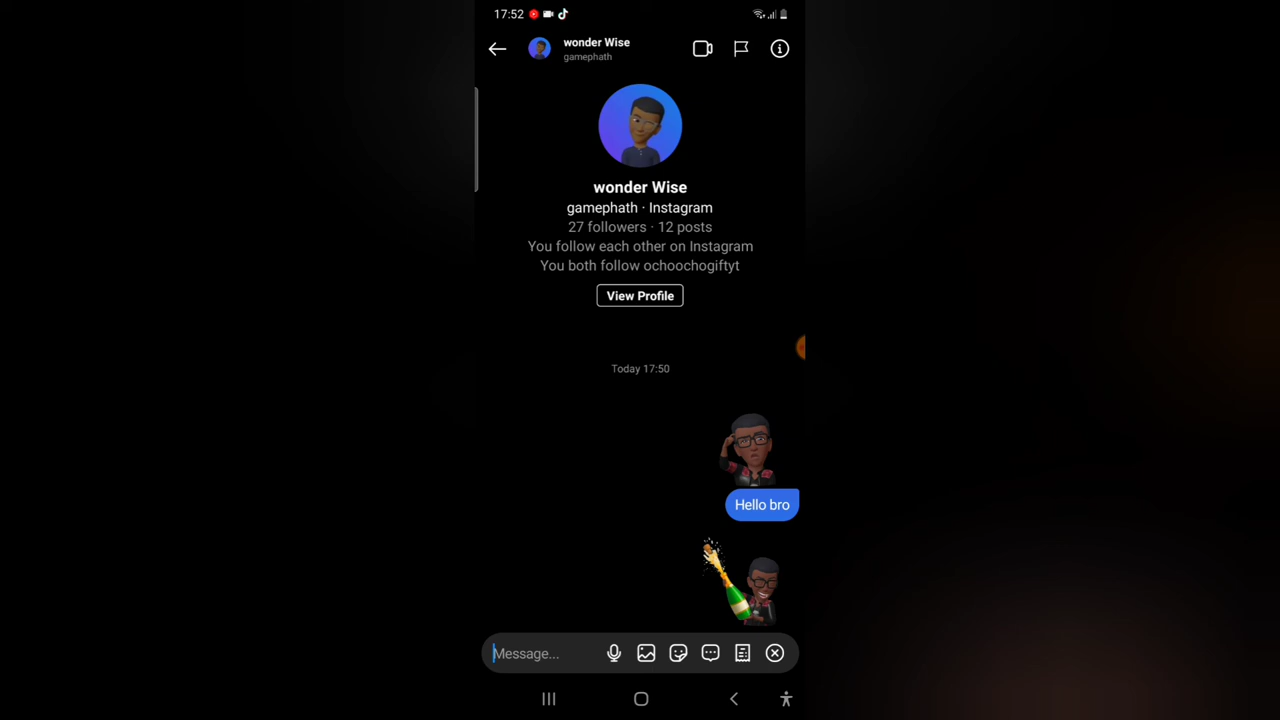 17:52
wonder Wise
gamephath
wonder Wise
gamephath · Instagram
27 followers · 12 posts
You follow each other on Instagram
You both follow ochoochogiftyt
View Profile
Today 17:50
Hello bro
Message...